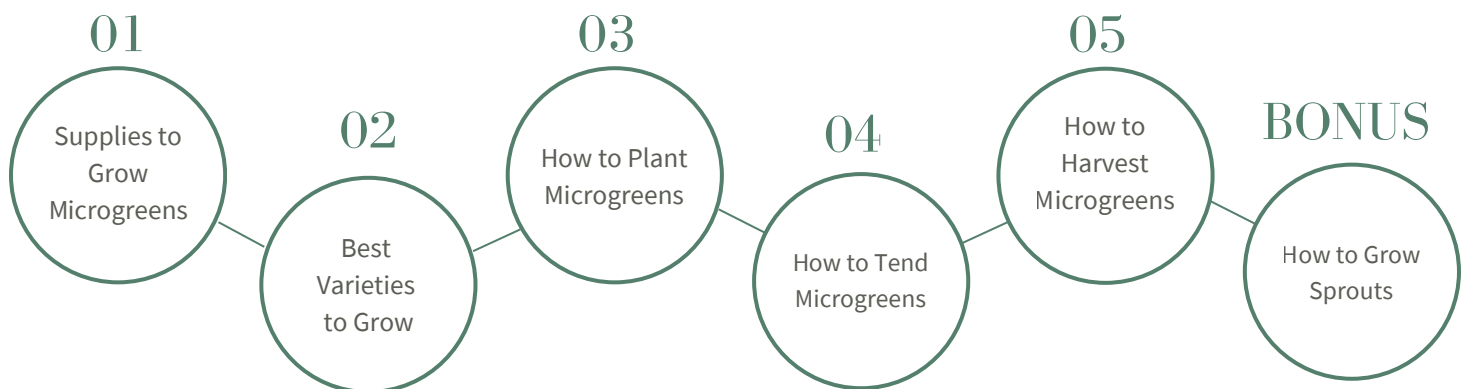 01
Supplies to
Grow
Microgreens
02
Best
Varieties
to Grow
03
How to Plant
Microgreens
04
How to Tend
Microgreens
05
How to
Harvest
Microgreens
BONUS
How to Grow
Sprouts